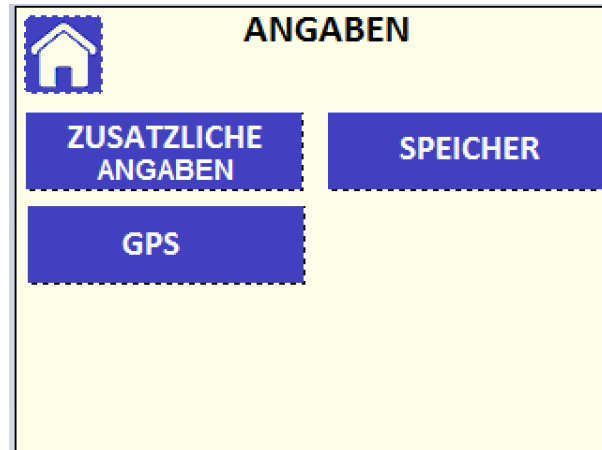 ANGABEN
ZUSATZLICHE
ANGABEN
SPEICHER
GPS